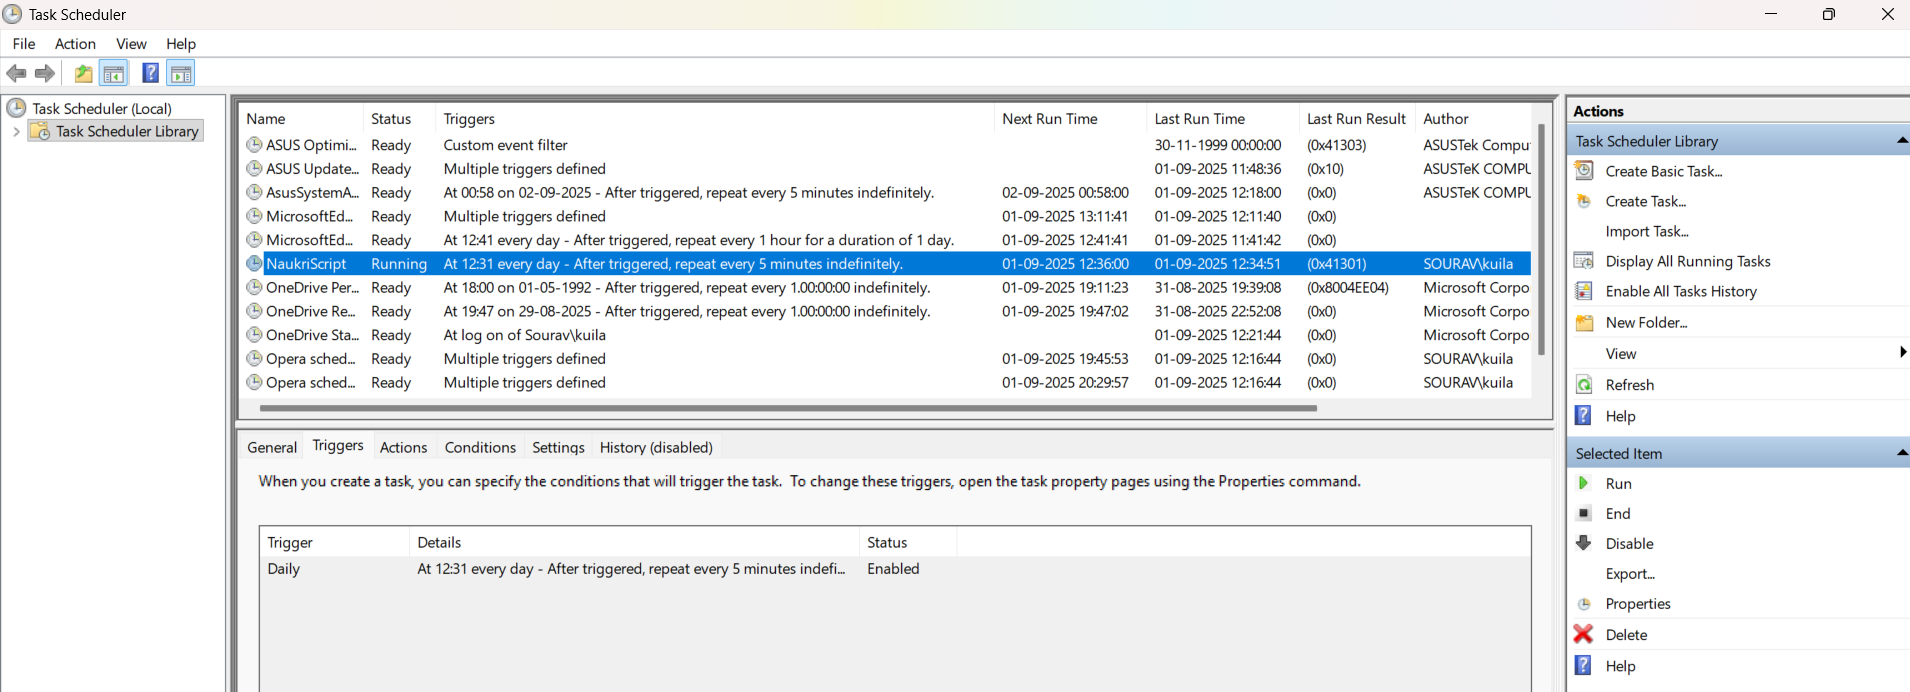 Task Scheduler
File Action View Help
Task Scheduler (Local)
Task Scheduler Library
Name Status Triggers Next Run Time Last Run Time Last Run Result Author
ASUS Optimi... Ready Custom event filter 30-11-1999 00:00:00 (0x41303) ASUSTek Compu
ASUS Update... Ready Multiple triggers defined 01-09-2025 11:48:36 (0x10) ASUSTeK COMPU
AsusSystemA... Ready At 00:58 on 02-09-2025 - After triggered, repeat every 5 minutes indefinitely. 02-09-2025 00:58:00 01-09-2025 12:18:00 (0x0) ASUSTeK COMPU
MicrosoftEd... Ready Multiple triggers defined 01-09-2025 13:11:41 01-09-2025 12:11:40 (0x0)
MicrosoftEd... Ready At 12:41 every day - After triggered, repeat every 1 hour for a duration of 1 day. 01-09-2025 12:41:41 01-09-2025 11:41:42 (0x0)
NaukriScript Running At 12:31 every day - After triggered, repeat every 5 minutes indefinitely. 01-09-2025 12:36:00 01-09-2025 12:34:51 (0x41301) SOURAV\kuila
OneDrive Per... Ready At 18:00 on 01-05-1992 - After triggered, repeat every 1.00:00:00 indefinitely. 01-09-2025 19:11:23 31-08-2025 19:39:08 (0x8004EE04) Microsoft Corpo
OneDrive Re... Ready At 19:47 on 29-08-2025 - After triggered, repeat every 1.00:00:00 indefinitely. 01-09-2025 19:47:02 31-08-2025 22:52:08 (0x0) Microsoft Corpo
OneDrive Sta... Ready At log on of Sourav\kuila 01-09-2025 12:21:44 (0x0) Microsoft Corpo
Opera sched... Ready Multiple triggers defined 01-09-2025 19:45:53 01-09-2025 12:16:44 (0x0) SOURAV\kuila
Opera sched... Ready Multiple triggers defined 01-09-2025 20:29:57 01-09-2025 12:16:44 (0x0) SOURAV\kuila
General Triggers Actions Conditions Settings History (disabled)
When you create a task, you can specify the conditions that will trigger the task. To change these triggers, open the task property pages using the Properties command.
Trigger Details Status
Daily At 12:31 every day - After triggered, repeat every 5 minutes indefi... Enabled
Actions
Task Scheduler Library
Create Basic Task...
Create Task...
Import Task...
Display All Running Tasks
Enable All Tasks History
New Folder...
View
Refresh
Help
Selected Item
Run
End
Disable
Export...
Properties
Delete
Help